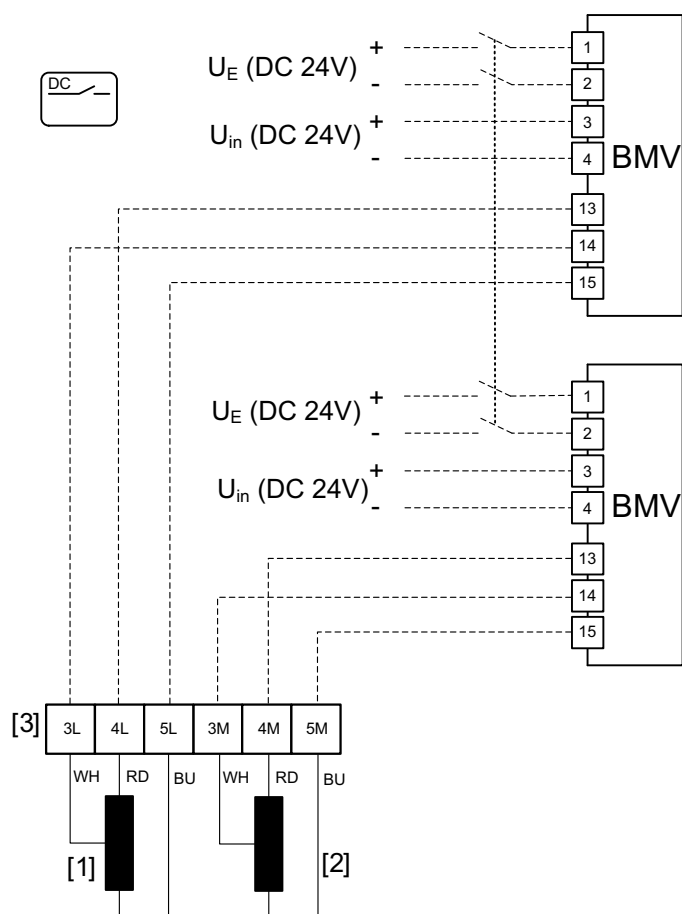 DC
U_E (DC 24V)
+
-
U_in (DC 24V)
+
-
1
2
3
4
13
14
15
BMV
U_E (DC 24V)
+
-
U_in (DC 24V)
+
-
1
2
3
4
13
14
15
BMV
[3]
3L
4L
5L
3M
4M
5M
WH
RD
BU
WH
RD
BU
[1]
[2]